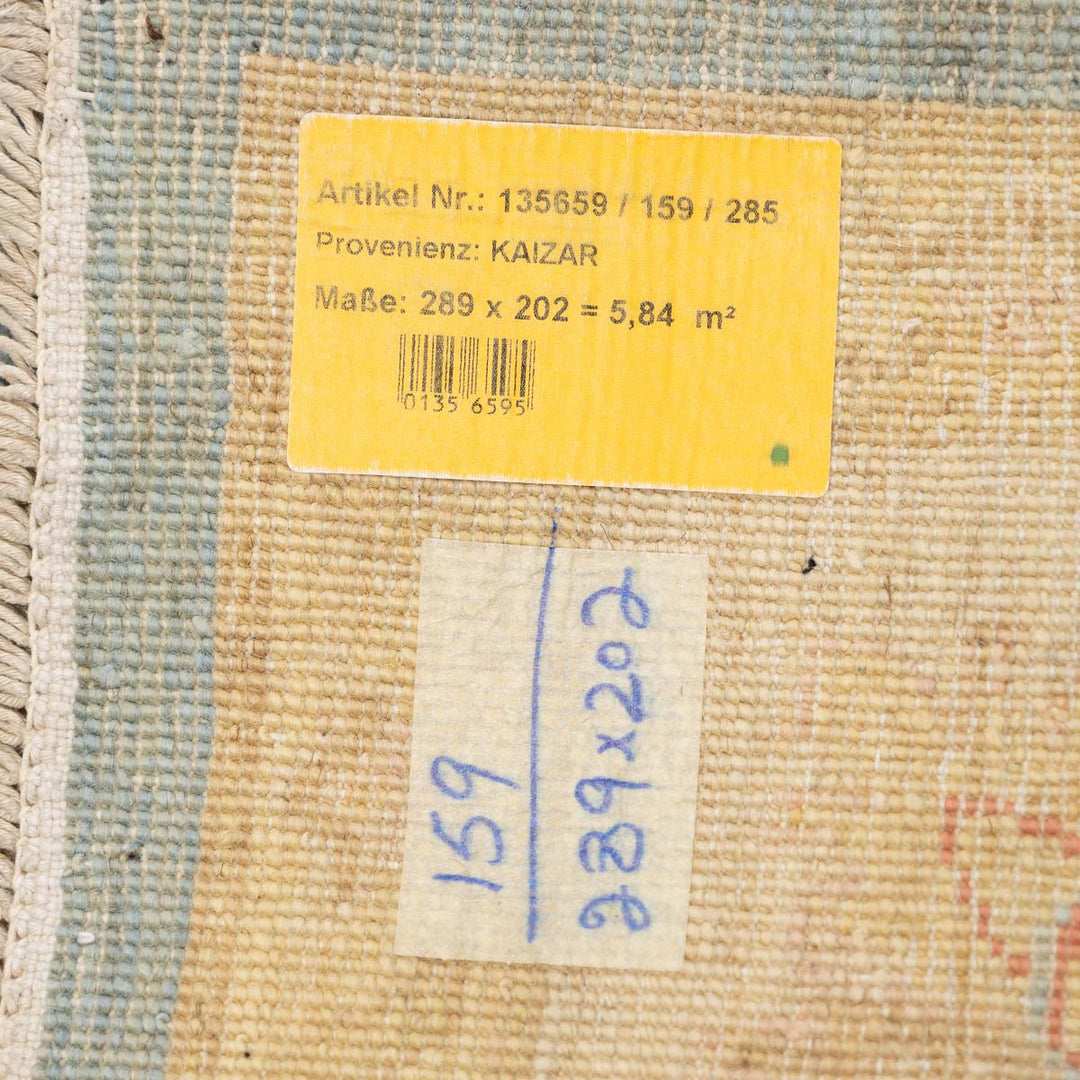 Artikel Nr.: 135659 / 159 / 285
Provenienz: KAIZAR
Maße: 289 x 202 = 5,84 m²
0135 6595
159
289x202